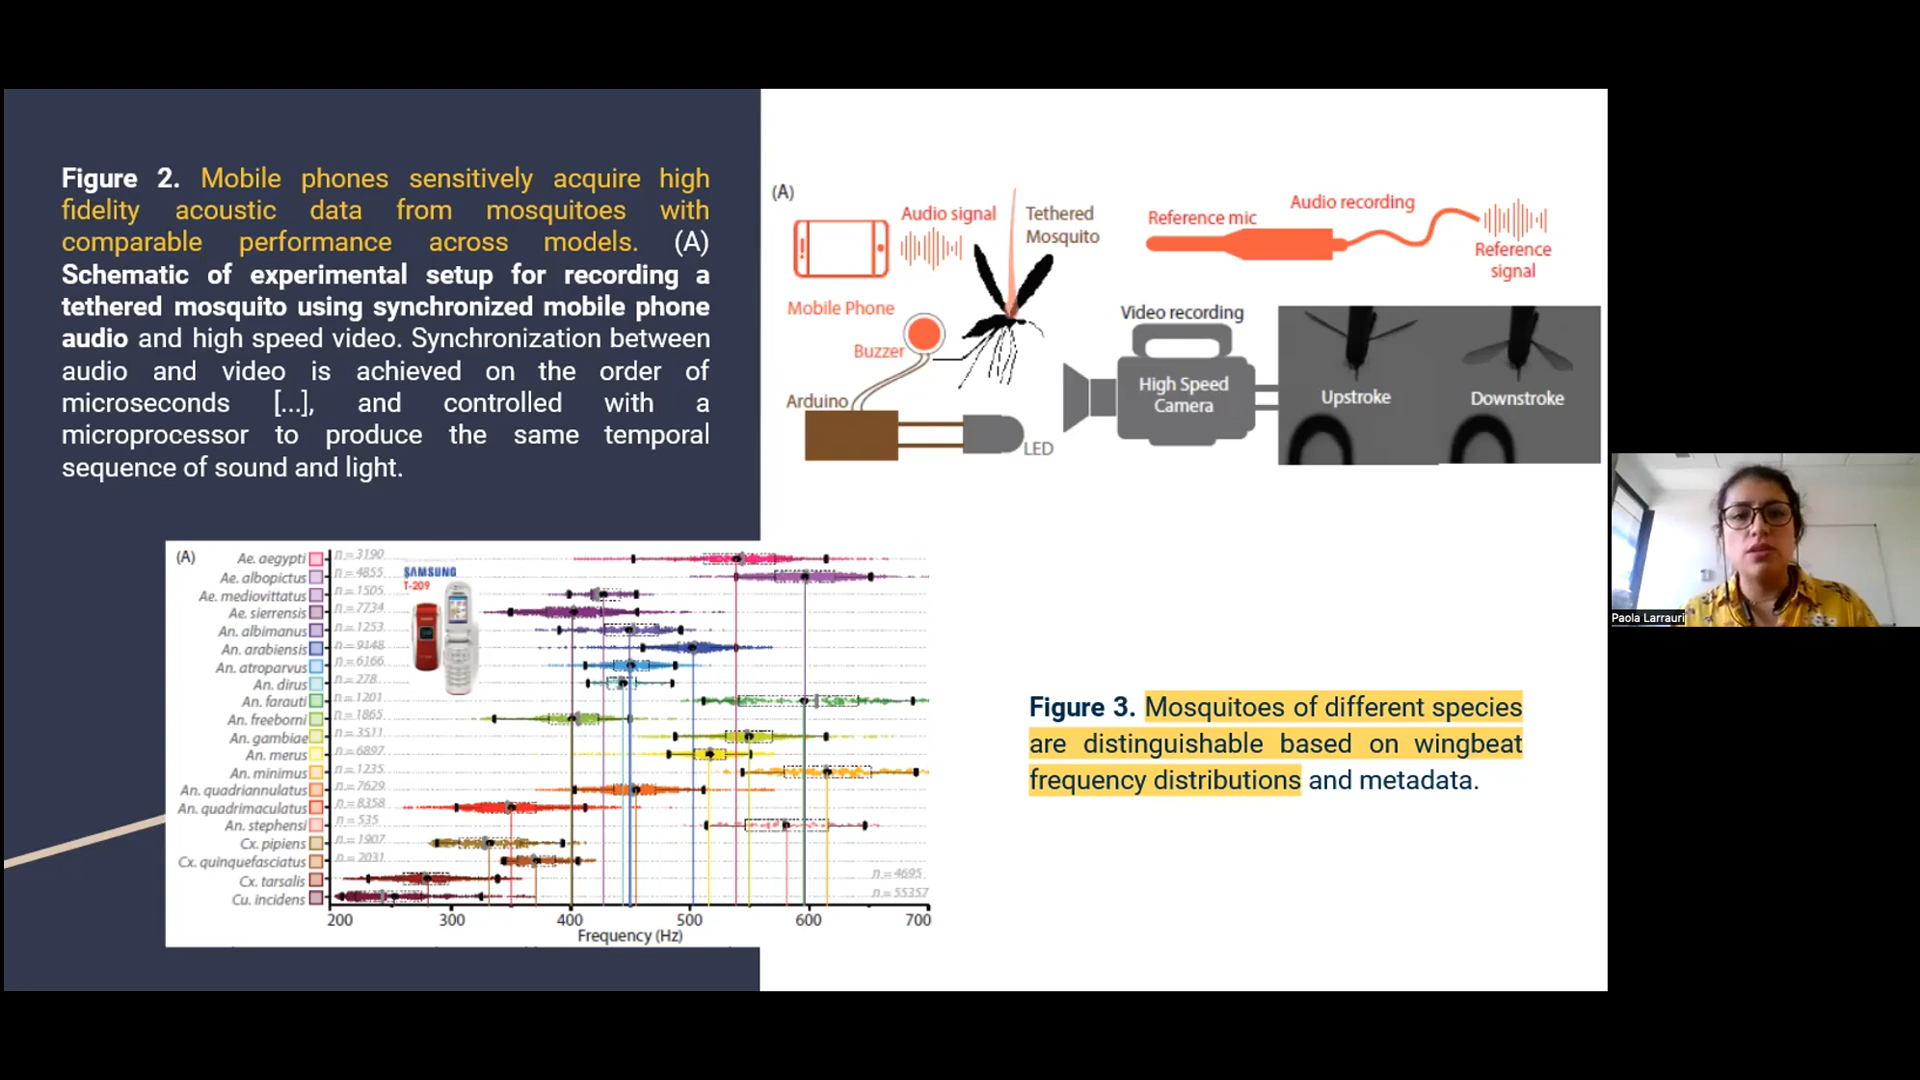 Figure 2. Mobile phones sensitively acquire high
fidelity acoustic data from mosquitoes with
comparable performance across models. (A)
Schematic of experimental setup for recording a
tethered mosquito using synchronized mobile phone
audio and high speed video. Synchronization between
audio and video is achieved on the order of
microseconds [...], and controlled with a
microprocessor to produce the same temporal
sequence of sound and light.
(A)
Audio signal
Tethered
Mosquito
Mobile Phone
Buzzer
Arduino
LED
Reference mic
Audio recording
Reference
signal
Video recording
High Speed
Camera
Upstroke
Downstroke
(A)
SAMSUNG
T-209
Ae. aegypti n=3190
Ae. albopictus n=4855
Ae. mediovittatus n=1505
Ae. sierrensis n=7734
An. albimanus n=1253
An. arabiensis n=9148
An. atroparvus n=6166
An. dirus n=278
An. farauti n=1201
An. freeborni n=1865
An. gambiae n=3511
An. merus n=6897
An. minimus n=1235
An. quadriannulatus n=7629
An. quadrimaculatus n=8358
An. stephensi n=535
Cx. pipiens n=1907
Cx. quinquefasciatus n=2031
Cx. tarsalis n=4695
Cu. incidens n=55357
200 300 400 500 600 700
Frequency (Hz)
Figure 3. Mosquitoes of different species
are distinguishable based on wingbeat
frequency distributions and metadata.
Paola Larrauri